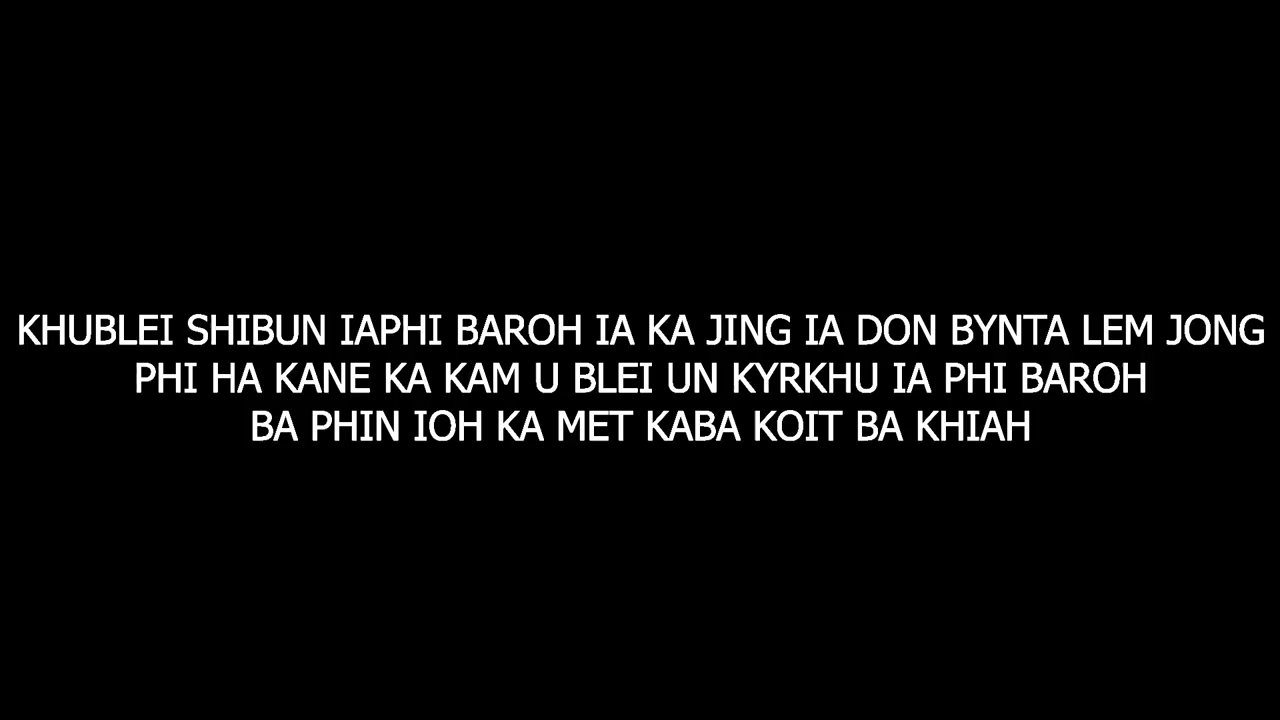 KHUBLEI SHIBUN IAPHI BAROH IA KA JING IA DON BYNTA LEM JONG
PHI HA KANE KA KAM U BLEI UN KYRKHU IA PHI BAROH
BA PHIN IOH KA MET KABA KOIT BA KHIAH